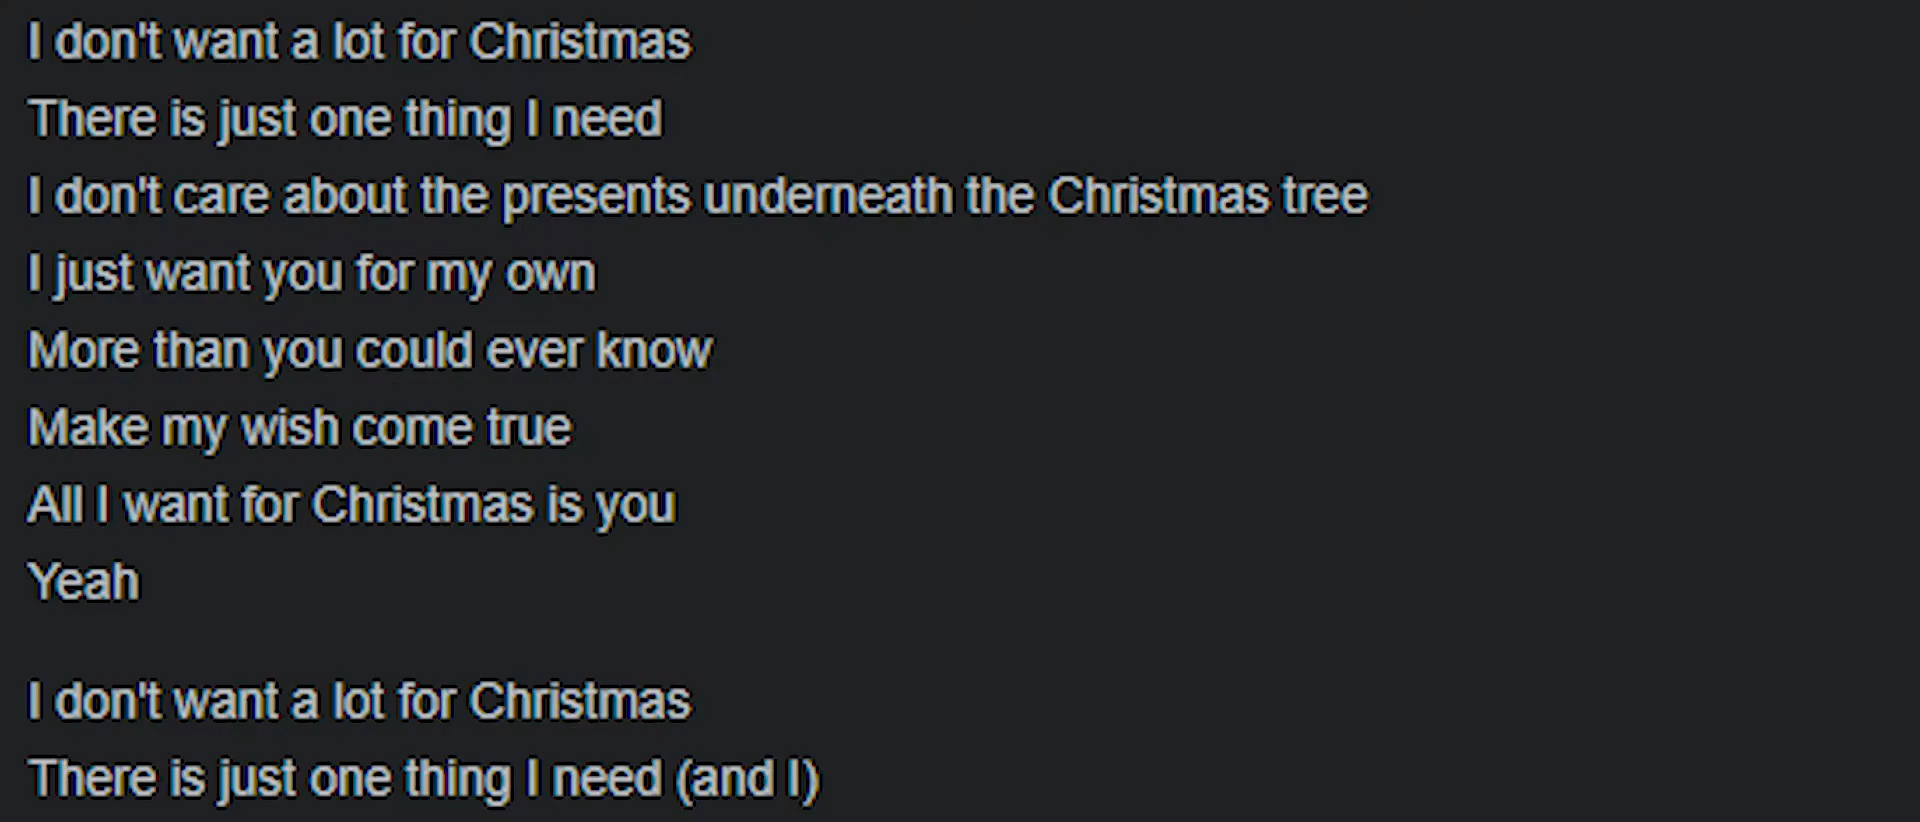 I don't want a lot for Christmas
There is just one thing I need
I don't care about the presents underneath the Christmas tree
I just want you for my own
More than you could ever know
Make my wish come true
All I want for Christmas is you
Yeah
I don't want a lot for Christmas
There is just one thing I need (and I)